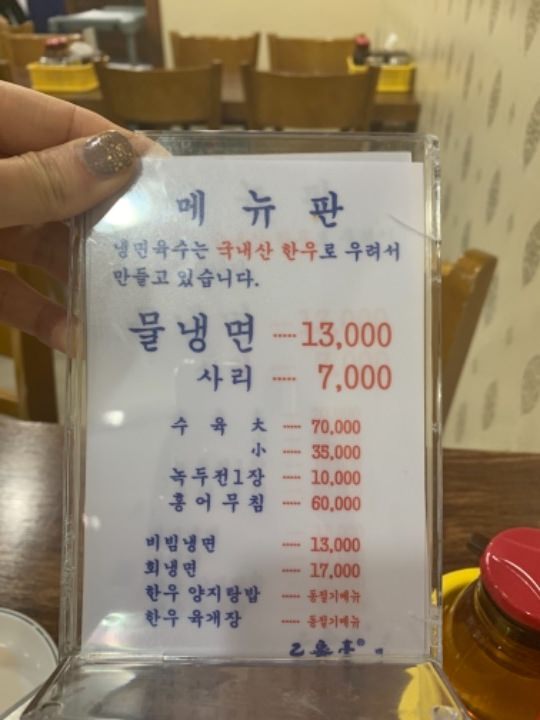 메뉴판
냉면육수는 국내산 한우로 우려서
만들고 있습니다.
물냉면 ----- 13,000
사리 ----- 7,000
수육 大 ----- 70,000
小 ----- 35,000
녹두전1장 ----- 10,000
홍어무침 ----- 60,000
비빔냉면 ----- 13,000
회냉면 ----- 17,000
한우 양지탕밥 ----- 동절기메뉴
한우 육개장 ----- 동절기메뉴